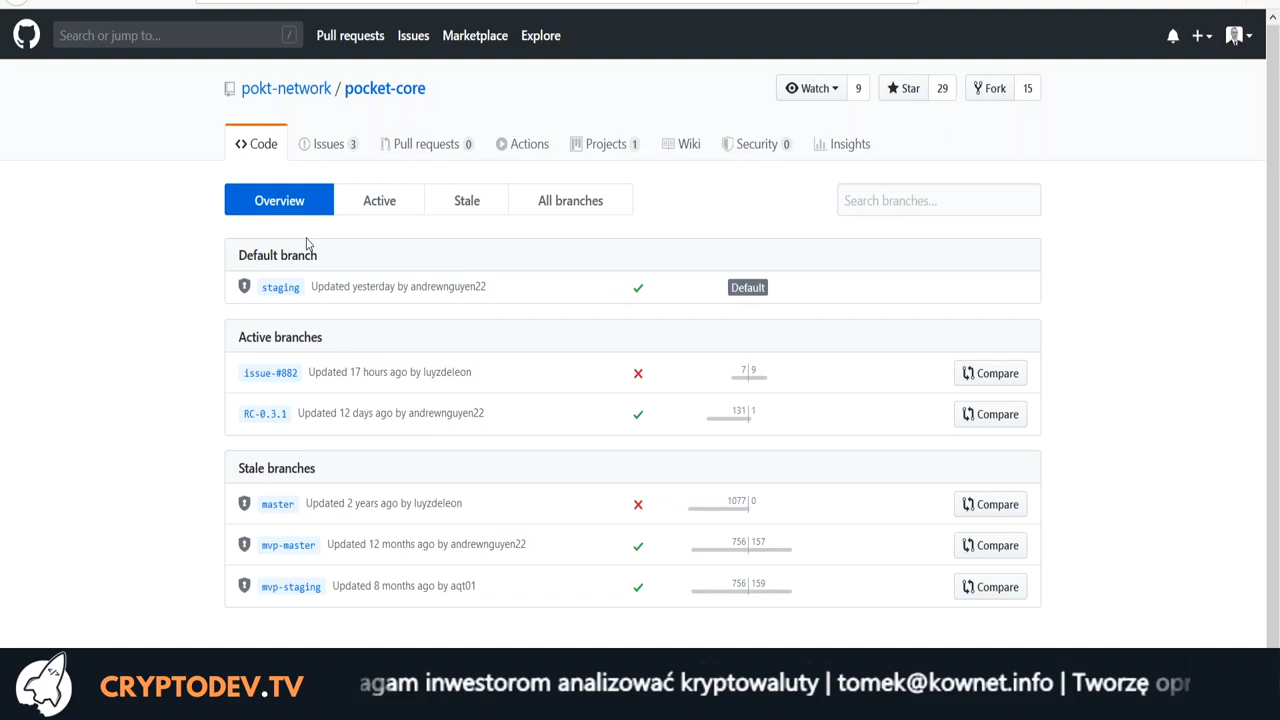 Search or jump to... /
Pull requests Issues Marketplace Explore
pokt-network / pocket-core
Watch 9 Star 29 Fork 15
Code Issues 3 Pull requests 0 Actions Projects 1 Wiki Security 0 Insights
Overview Active Stale All branches Search branches...
Default branch
staging Updated yesterday by andrewnguyen22 Default
Active branches
issue-#882 Updated 17 hours ago by luyzdeleon 7 9 Compare
RC-0.3.1 Updated 12 days ago by andrewnguyen22 131 1 Compare
Stale branches
master Updated 2 years ago by luyzdeleon 1077 0 Compare
mvp-master Updated 12 months ago by andrewnguyen22 756 157 Compare
mvp-staging Updated 8 months ago by aqt01 756 159 Compare
CRYPTODEV.TV
agam inwestorom analizować kryptowaluty | tomek@kownet.info | Tworzę opr